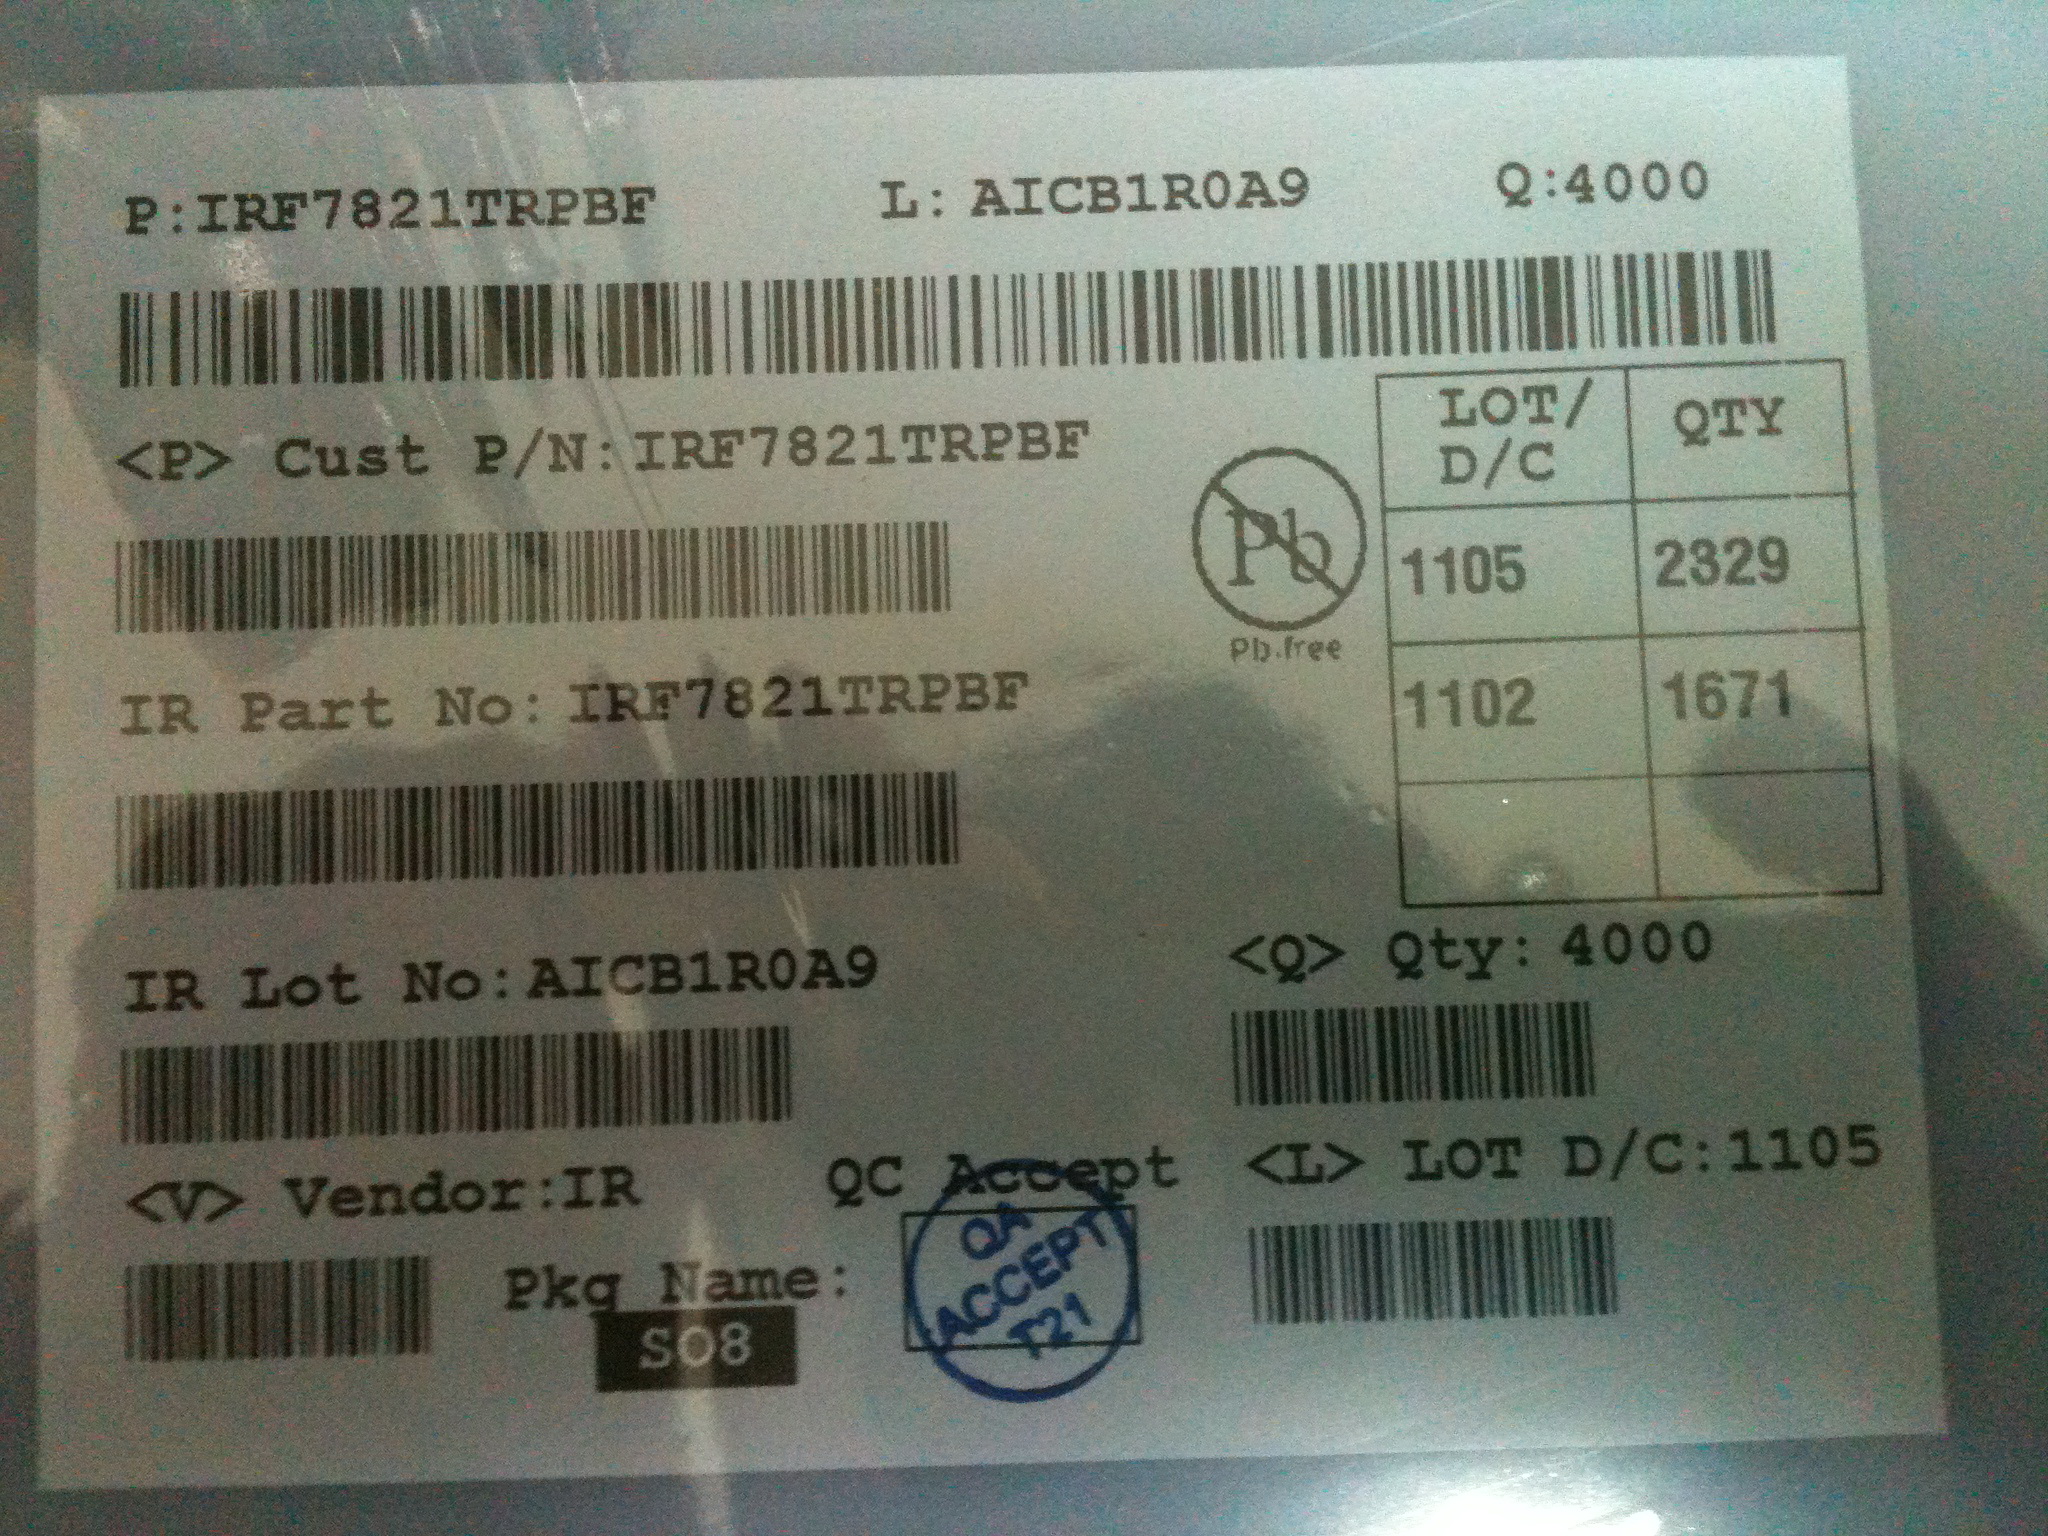 P:IRF7821TRPBF L: AICB1R0A9 Q:4000
<P> Cust P/N:IRF7821TRPBF
Pb
Pb.free
LOT/ D/C QTY
1105 2329
1102 1671
IR Part No:IRF7821TRPBF
IR Lot No:AICB1R0A9
<Q> Qty: 4000
<V> Vendor:IR
QC Accept
<L> LOT D/C:1105
Pkg Name:
SO8
QA
ACCEPT
T21